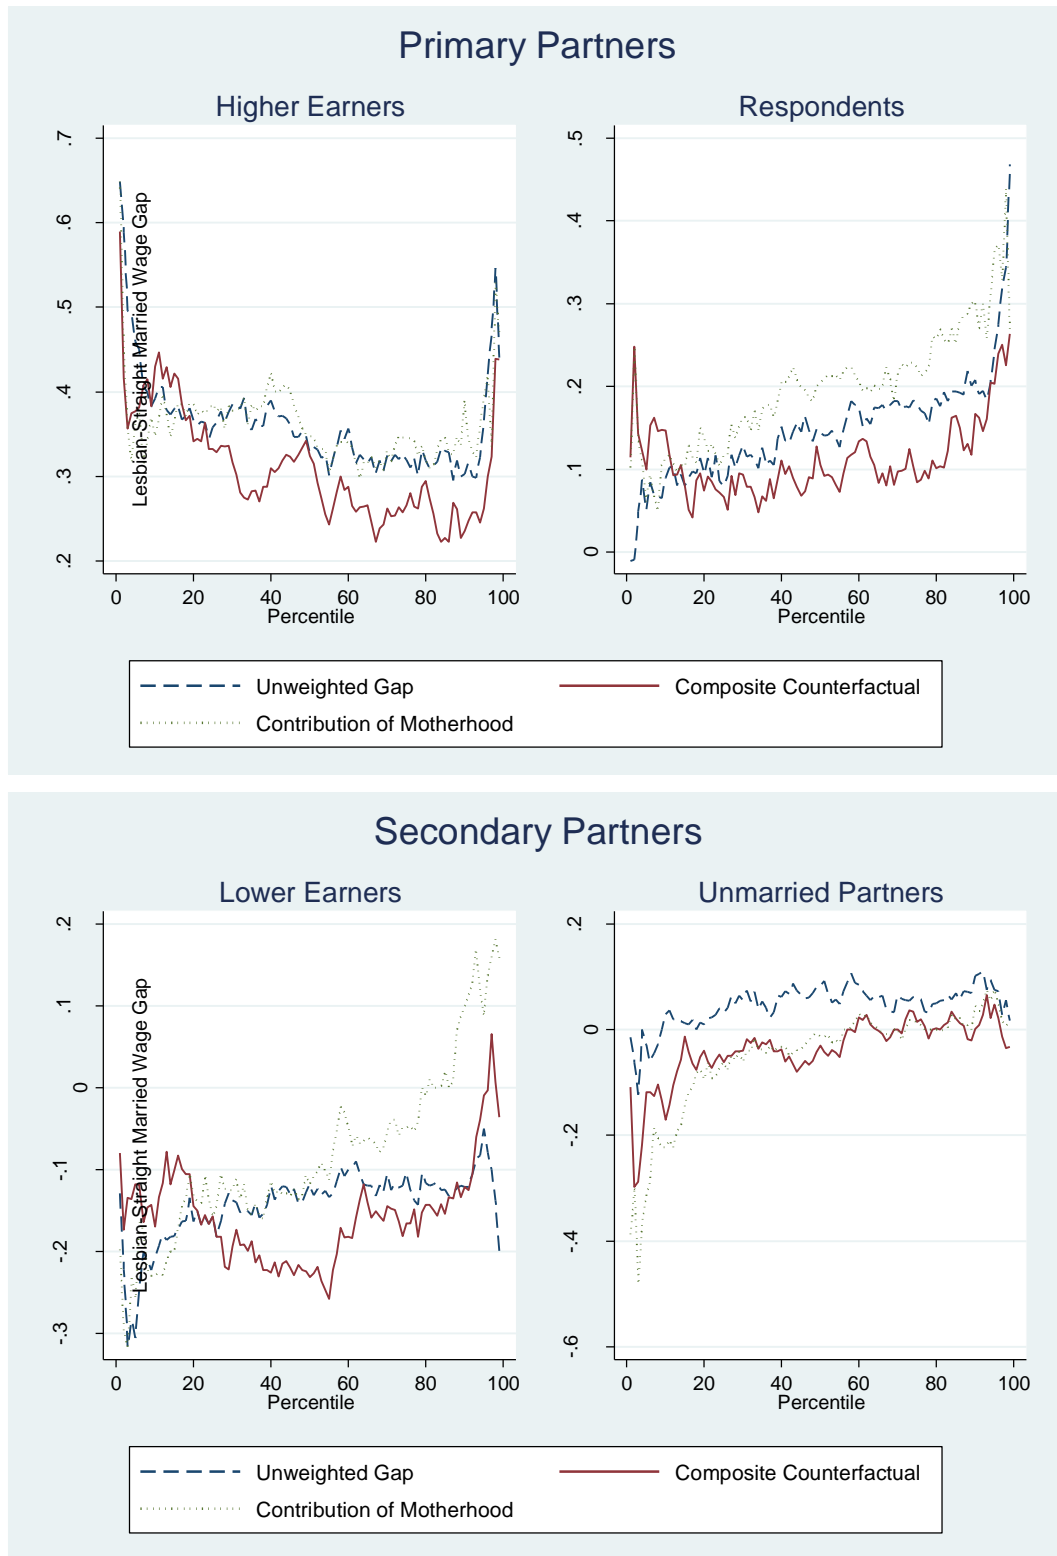 Primary Partners
Higher Earners
Respondents
Lesbian-Straight Married Wage Gap
.7
.6
.5
.4
.3
.2
0 20 40 60 80 100
Percentile
.5
.4
.3
.2
.1
0
0 20 40 60 80 100
Percentile
Unweighted Gap
Composite Counterfactual
Contribution of Motherhood
Secondary Partners
Lower Earners
Unmarried Partners
Lesbian-Straight Married Wage Gap
.2
.1
0
-.1
-.2
-.3
0 20 40 60 80 100
Percentile
.2
0
-.2
-.4
-.6
0 20 40 60 80 100
Percentile
Unweighted Gap
Composite Counterfactual
Contribution of Motherhood